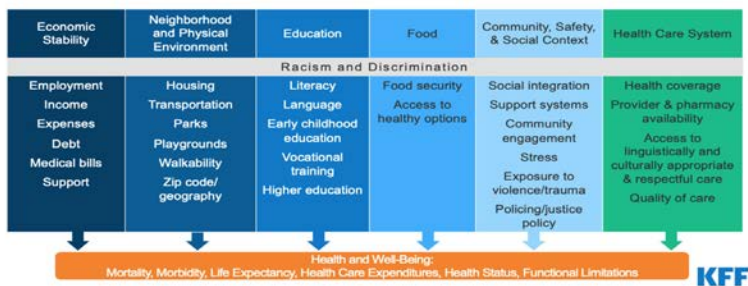 Economic
Stability
Neighborhood
and Physical
Environment
Education
Food
Community, Safety,
& Social Context
Health Care System
Racism and Discrimination
Employment
Income
Expenses
Debt
Medical bills
Support
Housing
Transportation
Parks
Playgrounds
Walkability
Zip code/
geography
Literacy
Language
Early childhood
education
Vocational
training
Higher education
Food security
Access to
healthy options
Social integration
Support systems
Community
engagement
Stress
Exposure to
violence/trauma
Policing/justice
policy
Health coverage
Provider & pharmacy
availability
Access to
linguistically and
culturally appropriate
& respectful care
Quality of care
Health and Well-Being:
Mortality, Morbidity, Life Expectancy, Health Care Expenditures, Health Status, Functional Limitations
KFF